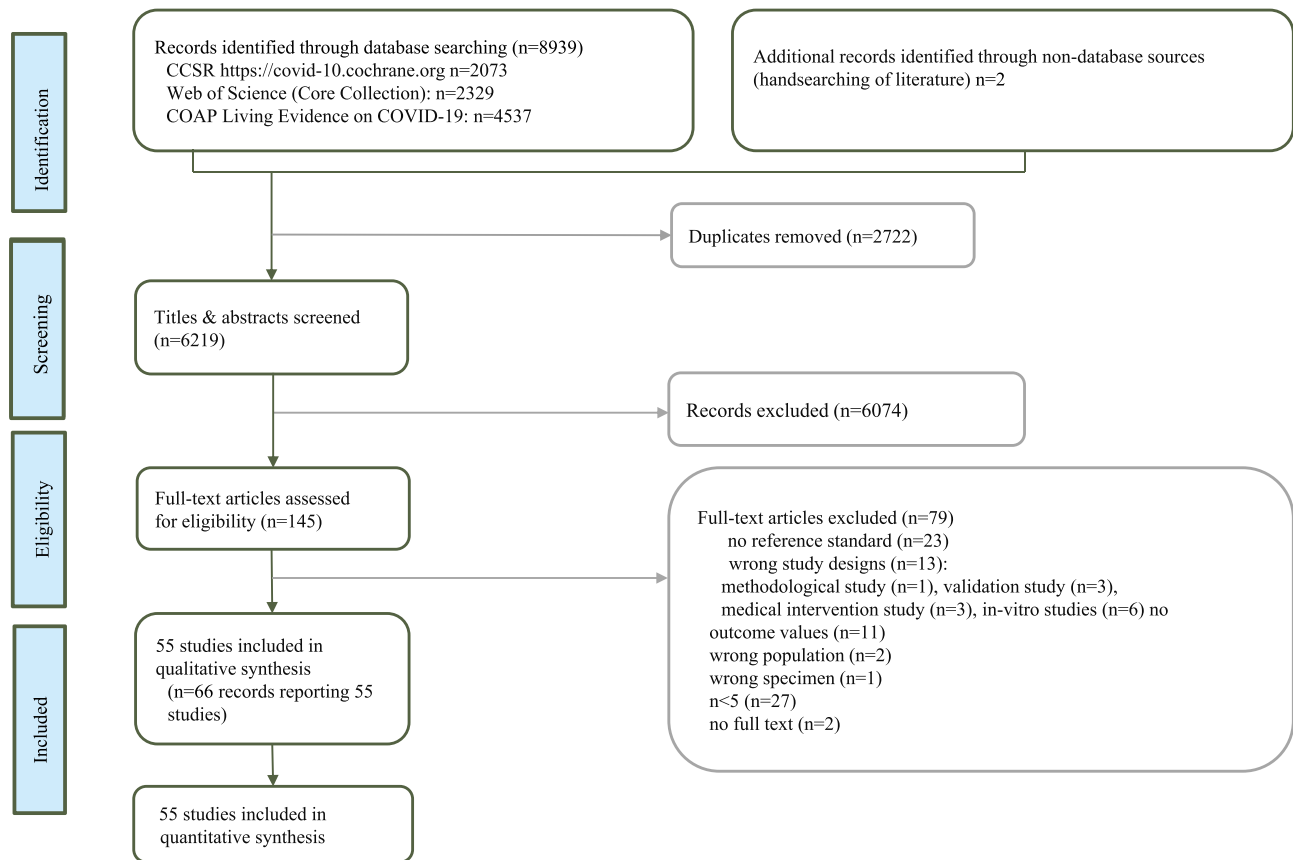 Identification
Records identified through database searching (n=8939)
CCSR https://covid-10.cochrane.org n=2073
Web of Science (Core Collection): n=2329
COAP Living Evidence on COVID-19: n=4537
Additional records identified through non-database sources
(handsearching of literature) n=2
Duplicates removed (n=2722)
Screening
Titles & abstracts screened
(n=6219)
Records excluded (n=6074)
Eligibility
Full-text articles assessed
for eligibility (n=145)
Full-text articles excluded (n=79)
no reference standard (n=23)
wrong study designs (n=13):
methodological study (n=1), validation study (n=3),
medical intervention study (n=3), in-vitro studies (n=6) no
outcome values (n=11)
wrong population (n=2)
wrong specimen (n=1)
n<5 (n=27)
no full text (n=2)
Included
55 studies included in
qualitative synthesis
(n=66 records reporting 55
studies)
55 studies included in
quantitative synthesis